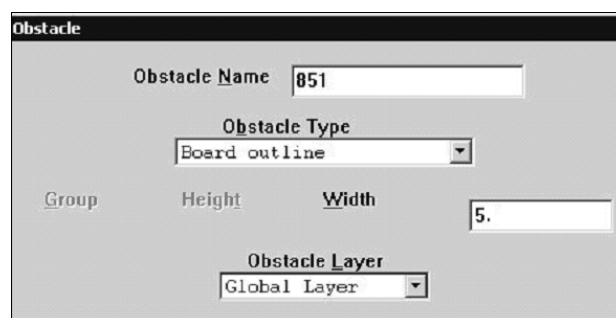 Obstacle
Obstacle Name 851
Obstacle Type
Board outline
Group Height Width 5.
Obstacle Layer
Global Layer